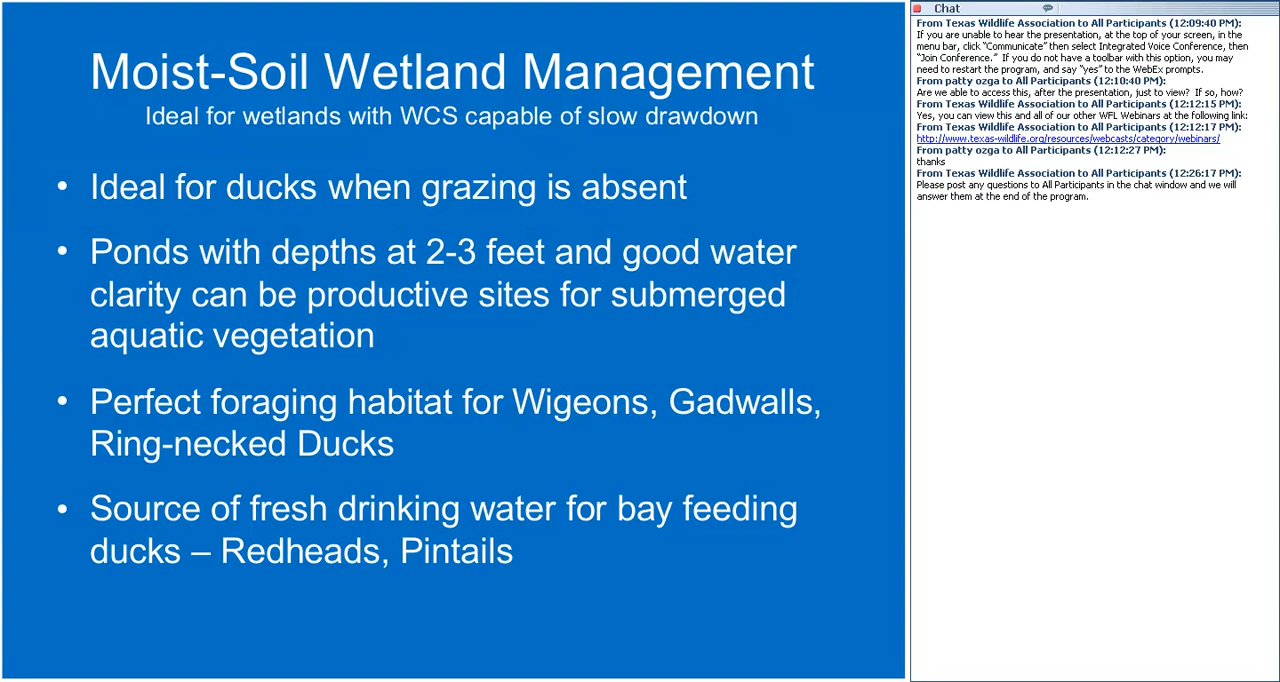 Moist-Soil Wetland Management
Ideal for wetlands with WCS capable of slow drawdown
• Ideal for ducks when grazing is absent
• Ponds with depths at 2-3 feet and good water
clarity can be productive sites for submerged
aquatic vegetation
• Perfect foraging habitat for Wigeons, Gadwalls,
Ring-necked Ducks
• Source of fresh drinking water for bay feeding
ducks – Redheads, Pintails
Chat
From Texas Wildlife Association to All Participants (12:09:40 PM):
If you are unable to hear the presentation, at the top of your screen, in the
menu bar, click "Communicate" then select Integrated Voice Conference, then
"Join Conference." If you do not have a toolbar with this option, you may
need to restart the program, and say "yes" to the WebEx prompts.
From patty ozga to All Participants (12:10:40 PM):
Are we able to access this, after the presentation, just to view? If so, how?
From Texas Wildlife Association to All Participants (12:12:15 PM):
Yes, you can view this and all of our other WFL Webinars at the following link:
From Texas Wildlife Association to All Participants (12:12:17 PM):
http://www.texas-wildlife.org/resources/webcasts/category/webinars/
From patty ozga to All Participants (12:12:27 PM):
thanks
From Texas Wildlife Association to All Participants (12:26:17 PM):
Please post any questions to All Participants in the chat window and we will
answer them at the end of the program.